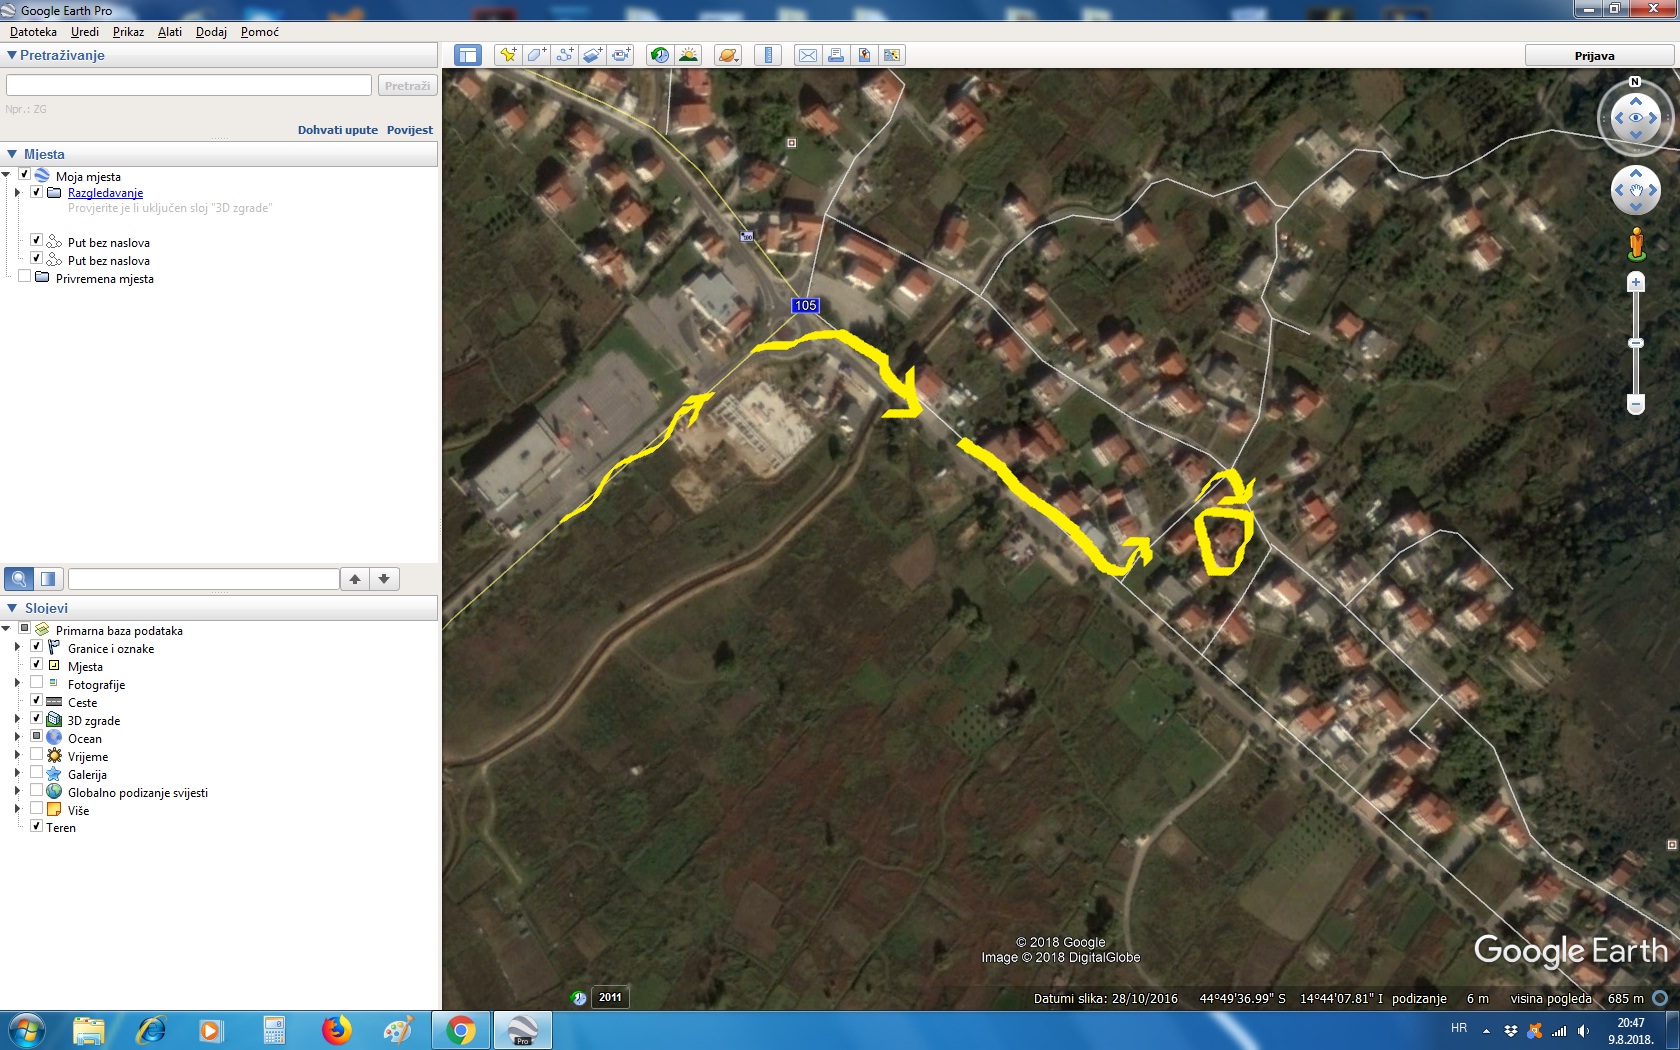 Google Earth Pro
Datoteka Uredi Prikaz Alati Dodaj Pomoć
Pretraživanje
Pretraži
Npr.: ZG
Dohvati upute Povijest
Mjesta
Moja mjesta
Razgledavanje
Provjerite je li uključen sloj "3D zgrade"
Put bez naslova
Put bez naslova
Privremena mjesta
Slojevi
Primarna baza podataka
Granice i oznake
Mjesta
Fotografije
Ceste
3D zgrade
Ocean
Vrijeme
Galerija
Globalno podizanje svijesti
Više
Teren
Prijava
N
105
© 2018 Google
Image © 2018 DigitalGlobe
Google Earth
2011
Datumi slika: 28/10/2016 44°49'36.99" S 14°44'07.81" I podizanje 6 m visina pogleda 685 m
Pro
HR
20:47
9.8.2018.